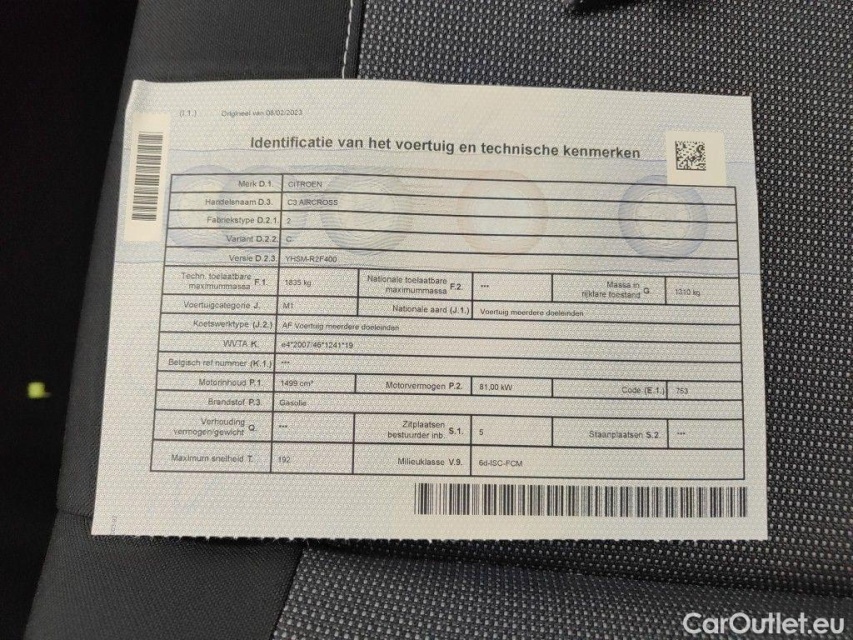 (I.1.) Origineel van 08/02/2023
Identificatie van het voertuig en technische kenmerken
Merk D.1. CITROEN
Handelsnaam D.3. C3 AIRCROSS
Fabriekstype D.2.1. 2
Variant D.2.2. C
Versie D.2.3. YHSM-R2F400
Techn. toelaatbare maximummassa F.1. 1835 kg Nationale toelaatbare maximummassa F.2. --- Massa in rijklare toestand G. 1310 kg
Voertuigcategorie J. M1 Nationale aard (J.1.) Voertuig meerdere doeleinden
Koetswerktype (J.2.) AF Voertuig meerdere doeleinden
WVTA K. e4*2007/46*1241*19
Belgisch ref nummer (K.1.) ---
Motorinhoud P.1. 1499 cm³ Motorvermogen P.2. 81,00 kW Code (E.1.) 753
Brandstof P.3. Gasolie
Verhouding vermogen/gewicht Q. --- Zitplaatsen bestuurder inb. S.1. 5 Staanplaatsen S.2. ---
Maximum snelheid T. 192 Milieuklasse V.9. 6d-ISC-FCM
CarOutlet.eu